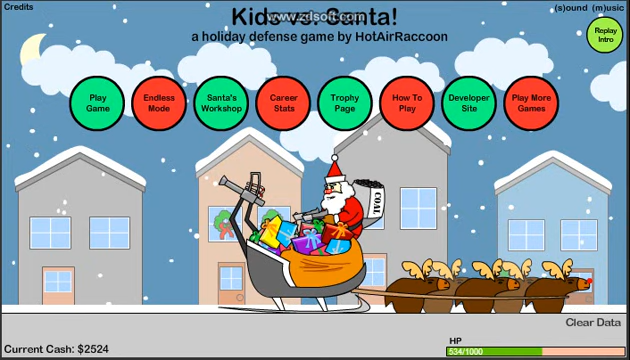 Credits
Kids vs. Santa!
www.zdsoft.com
(s)ound (m)usic
a holiday defense game by HotAirRaccoon
Replay
Intro
Play
Game
Endless
Mode
Santa's
Workshop
Career
Stats
Trophy
Page
How To
Play
Developer
Site
Play More
Games
COAL
Clear Data
HP
534/1000
Current Cash: $2524